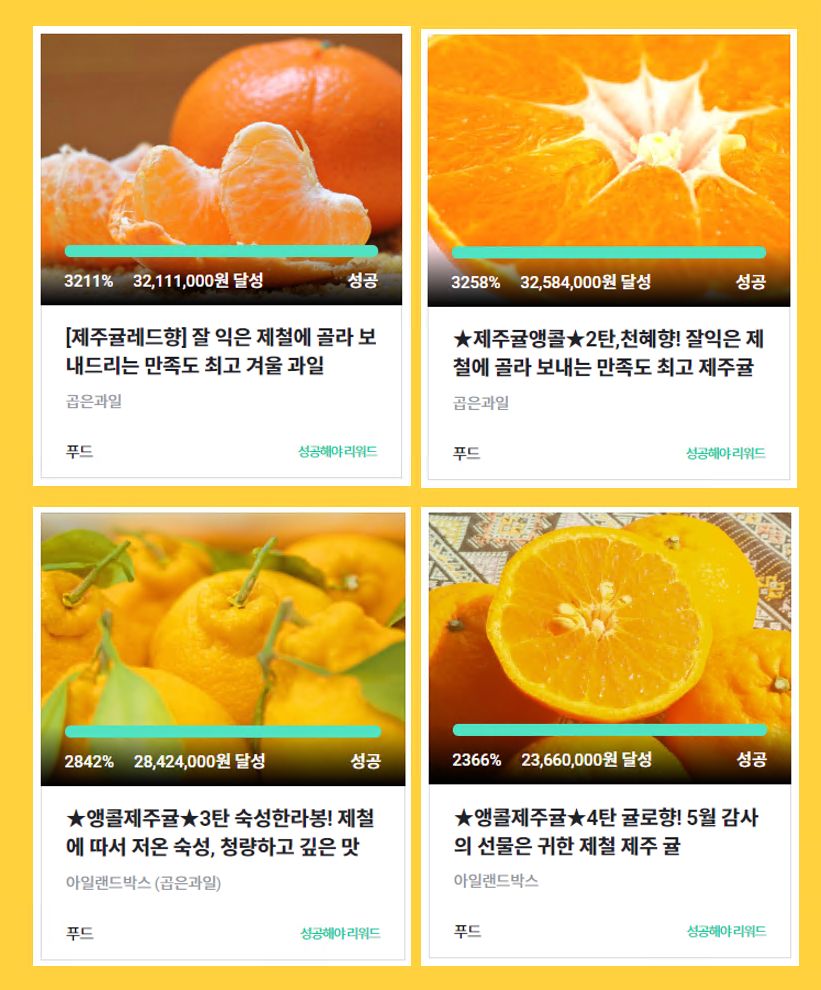 3211% 32,111,000원 달성 성공
[제주귤레드향] 잘 익은 제철에 골라 보
내드리는 만족도 최고 겨울 과일
곱은과일
푸드 성공해야 리워드
3258% 32,584,000원 달성 성공
★제주귤앵콜★2탄,천혜향! 잘익은 제
철에 골라 보내는 만족도 최고 제주귤
곱은과일
푸드 성공해야 리워드
2842% 28,424,000원 달성 성공
★앵콜제주귤★3탄 숙성한라봉! 제철
에 따서 저온 숙성, 청량하고 깊은 맛
아일랜드박스 (곱은과일)
푸드 성공해야 리워드
2366% 23,660,000원 달성 성공
★앵콜제주귤★4탄 귤로향! 5월 감사
의 선물은 귀한 제철 제주 귤
아일랜드박스
푸드 성공해야 리워드